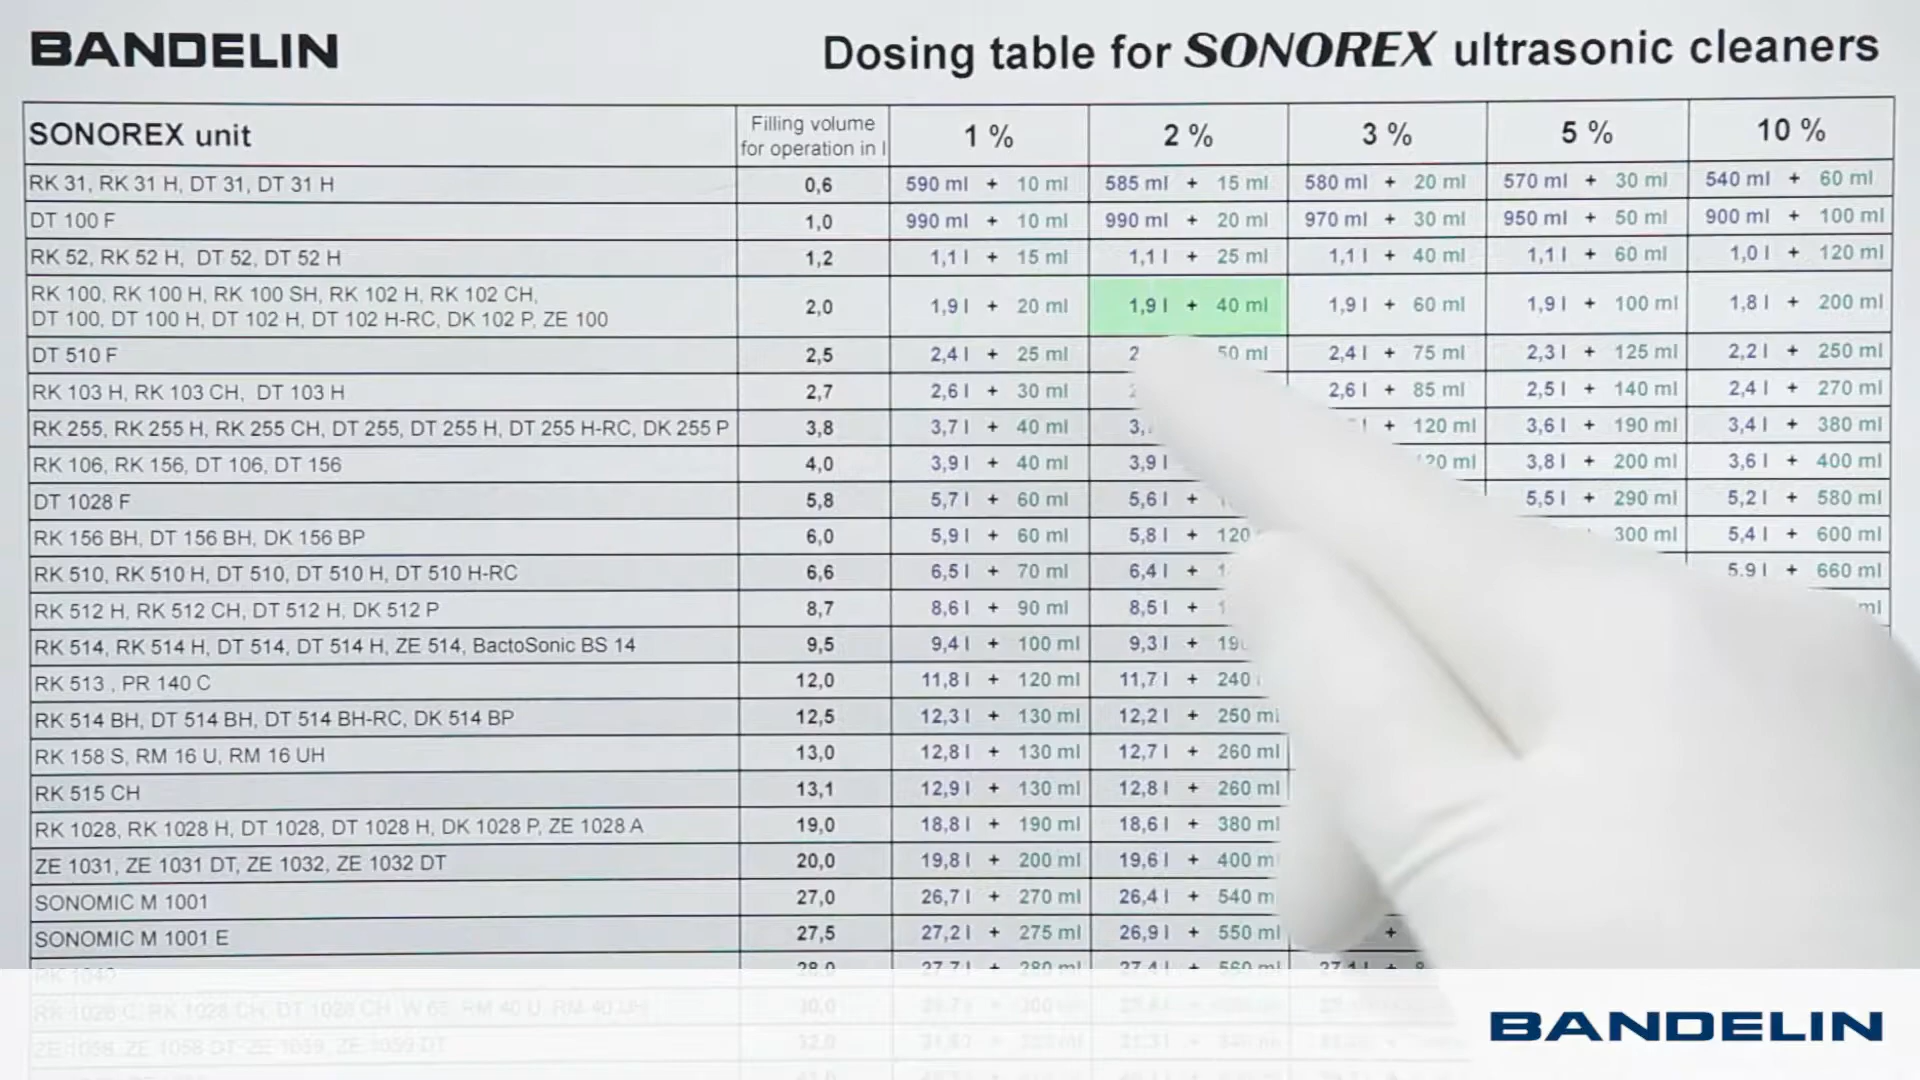 BANDELIN
Dosing table for SONOREX ultrasonic cleaners
SONOREX unit Filling volume for operation in l 1 % 2 % 3 % 5 % 10 %
RK 31, RK 31 H, DT 31, DT 31 H 0,6 590 ml + 10 ml 585 ml + 15 ml 580 ml + 20 ml 570 ml + 30 ml 540 ml + 60 ml
DT 100 F 1,0 990 ml + 10 ml 990 ml + 20 ml 970 ml + 30 ml 950 ml + 50 ml 900 ml + 100 ml
RK 52, RK 52 H, DT 52, DT 52 H 1,2 1,1 l + 15 ml 1,1 l + 25 ml 1,1 l + 40 ml 1,1 l + 60 ml 1,0 l + 120 ml
RK 100, RK 100 H, RK 100 SH, RK 102 H, RK 102 CH,
DT 100, DT 100 H, DT 102 H, DT 102 H-RC, DK 102 P, ZE 100 2,0 1,9 l + 20 ml 1,9 l + 40 ml 1,9 l + 60 ml 1,9 l + 100 ml 1,8 l + 200 ml
DT 510 F 2,5 2,4 l + 25 ml 50 ml 2,4 l + 75 ml 2,3 l + 125 ml 2,2 l + 250 ml
RK 103 H, RK 103 CH, DT 103 H 2,7 2,6 l + 30 ml 2,6 l + 85 ml 2,5 l + 140 ml 2,4 l + 270 ml
RK 255, RK 255 H, RK 255 CH, DT 255, DT 255 H, DT 255 H-RC, DK 255 P 3,8 3,7 l + 40 ml + 120 ml 3,6 l + 190 ml 3,4 l + 380 ml
RK 106, RK 156, DT 106, DT 156 4,0 3,9 l + 40 ml 3,9 l ml 3,8 l + 200 ml 3,6 l + 400 ml
DT 1028 F 5,8 5,7 l + 60 ml 5,6 l + 5,5 l + 290 ml 5,2 l + 580 ml
RK 156 BH, DT 156 BH, DK 156 BP 6,0 5,9 l + 60 ml 5,8 l + 120 300 ml 5,4 l + 600 ml
RK 510, RK 510 H, DT 510, DT 510 H, DT 510 H-RC 6,6 6,5 l + 70 ml 6,4 l + 5,9 l + 660 ml
RK 512 H, RK 512 CH, DT 512 H, DK 512 P 8,7 8,6 l + 90 ml 8,5 l + ml
RK 514, RK 514 H, DT 514, DT 514 H, ZE 514, BactoSonic BS 14 9,5 9,4 l + 100 ml 9,3 l + 190
RK 513 , PR 140 C 12,0 11,8 l + 120 ml 11,7 l + 240
RK 514 BH, DT 514 BH, DT 514 BH-RC, DK 514 BP 12,5 12,3 l + 130 ml 12,2 l + 250 ml
RK 158 S, RM 16 U, RM 16 UH 13,0 12,8 l + 130 ml 12,7 l + 260 ml
RK 515 CH 13,1 12,9 l + 130 ml 12,8 l + 260 ml
RK 1028, RK 1028 H, DT 1028, DT 1028 H, DK 1028 P, ZE 1028 A 19,0 18,8 l + 190 ml 18,6 l + 380 ml
ZE 1031, ZE 1031 DT, ZE 1032, ZE 1032 DT 20,0 19,8 l + 200 ml 19,6 l + 400 m
SONOMIC M 1001 27,0 26,7 l + 270 ml 26,4 l + 540 m
SONOMIC M 1001 E 27,5 27,2 l + 275 ml 26,9 l + 550 ml +
RK 1040 28,0 27,7 l + 280 ml 27,4 l + 560 ml
BANDELIN